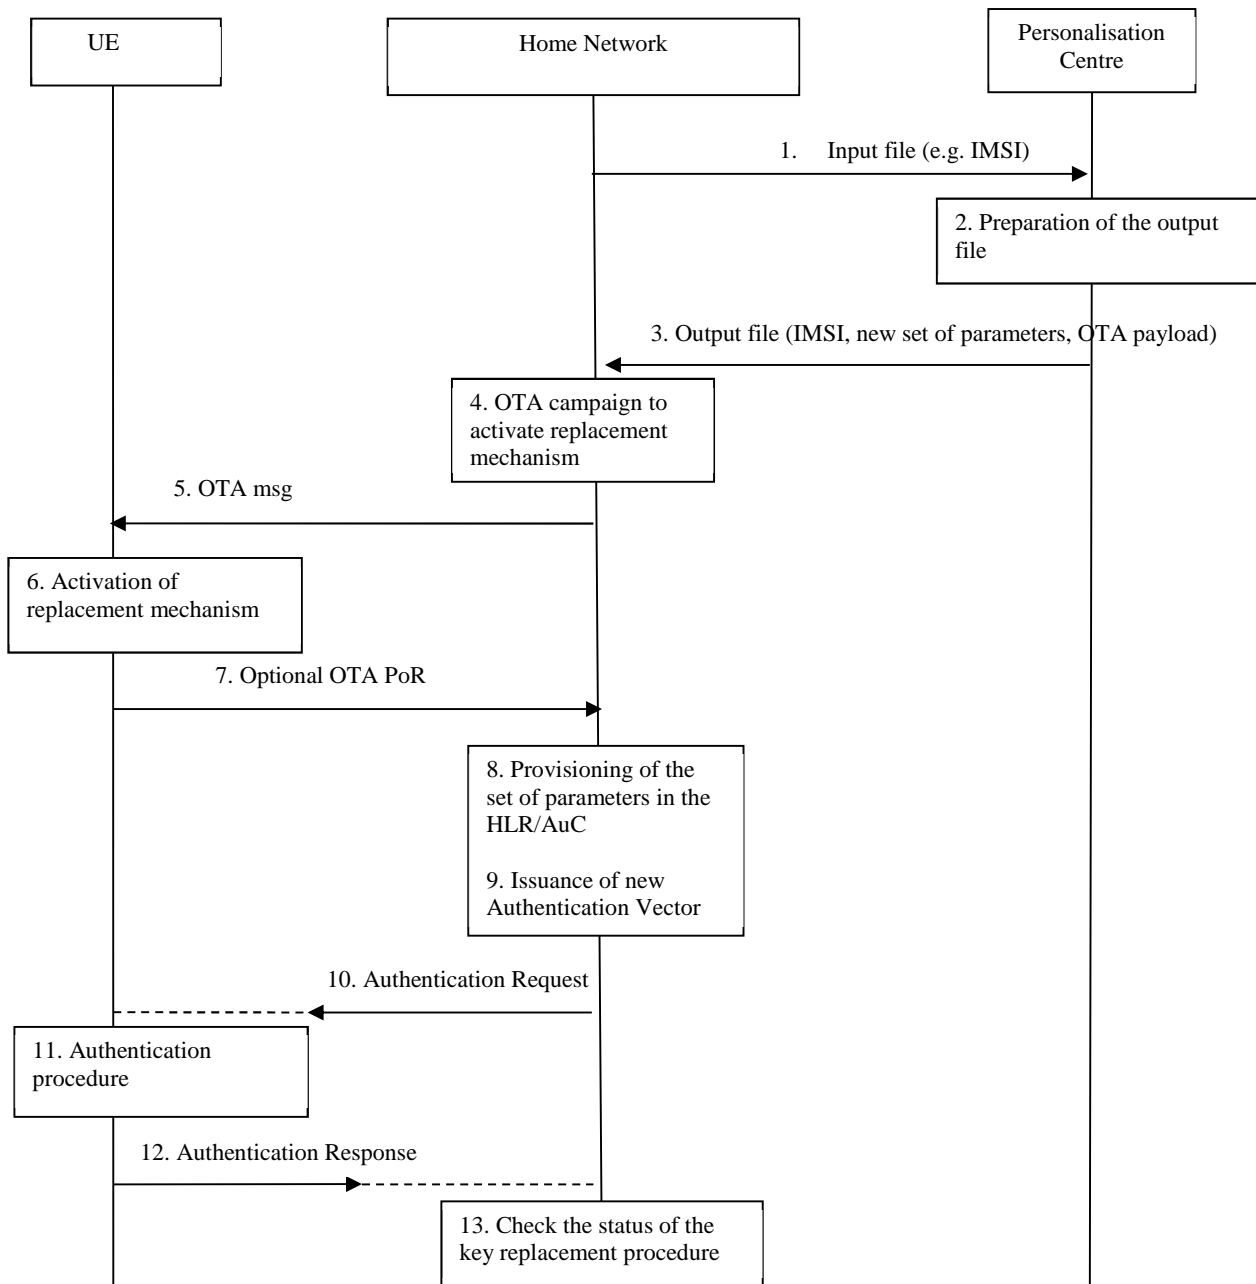 UE
Home Network
Personalisation
Centre
1. Input file (e.g. IMSI)
2. Preparation of the output
file
3. Output file (IMSI, new set of parameters, OTA payload)
4. OTA campaign to
activate replacement
mechanism
5. OTA msg
6. Activation of
replacement mechanism
7. Optional OTA PoR
8. Provisioning of the
set of parameters in the
HLR/AuC
9. Issuance of new
Authentication Vector
10. Authentication Request
11. Authentication
procedure
12. Authentication Response
13. Check the status of the
key replacement procedure